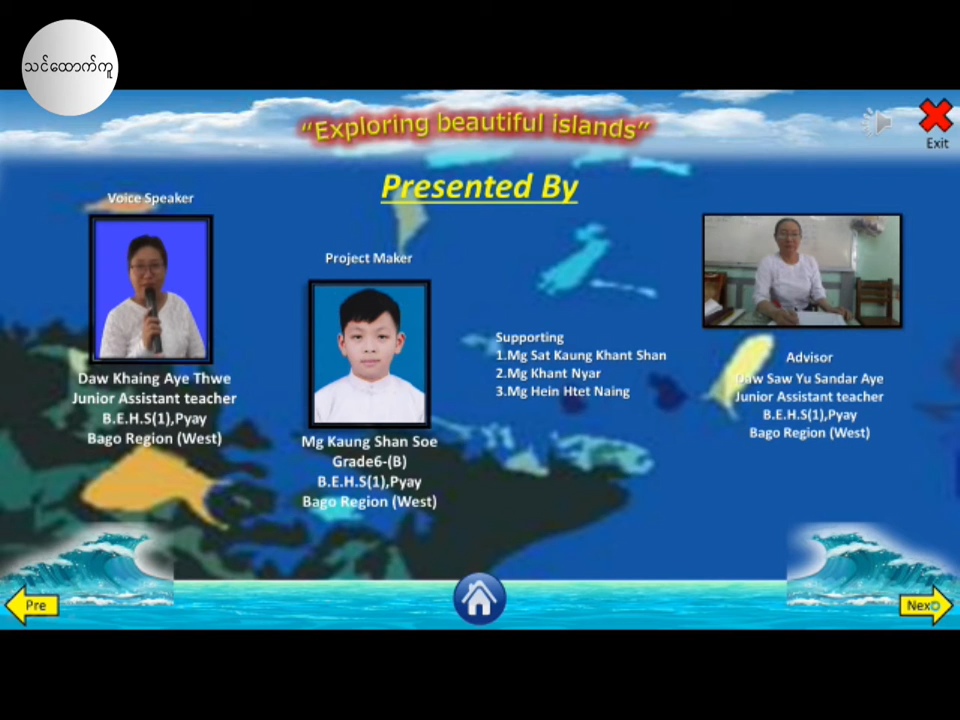 သင်ထောက်ကူ
“Exploring beautiful islands”
Exit
Presented By
Voice Speaker
Daw Khaing Aye Thwe
Junior Assistant teacher
B.E.H.S(1),Pyay
Bago Region (West)
Project Maker
Mg Kaung Shan Soe
Grade6-(B)
B.E.H.S(1),Pyay
Bago Region (West)
Supporting
1.Mg Sat Kaung Khant Shan
2.Mg Khant Nyar
3.Mg Hein Htet Naing
Advisor
Daw Saw Yu Sandar Aye
Junior Assistant teacher
B.E.H.S(1),Pyay
Bago Region (West)
Pre
Next